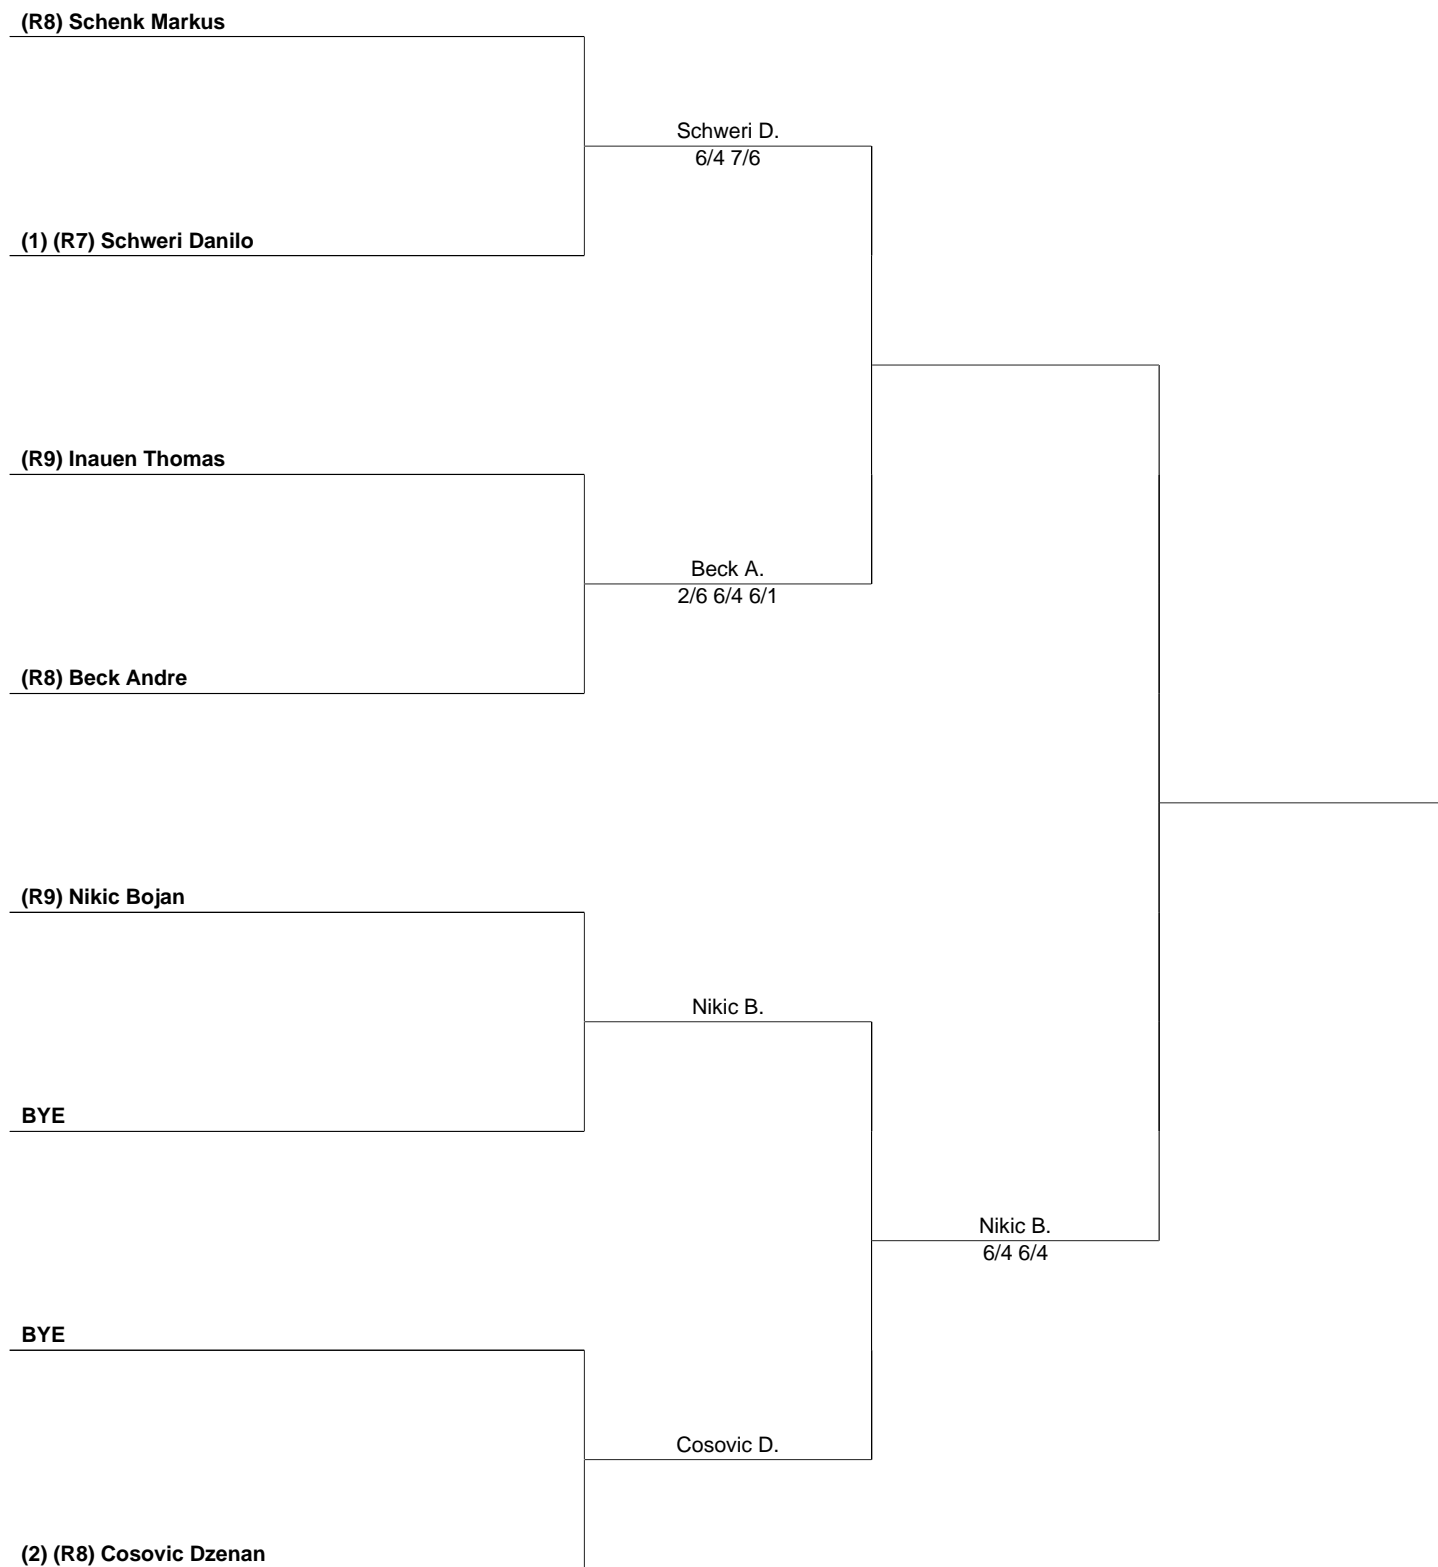 (R8) Schenk Markus
Schweri D.
6/4 7/6
(1) (R7) Schweri Danilo
(R9) Inauen Thomas
Beck A.
2/6 6/4 6/1
(R8) Beck Andre
(R9) Nikic Bojan
Nikic B.
BYE
Nikic B.
6/4 6/4
BYE
Cosovic D.
(2) (R8) Cosovic Dzenan